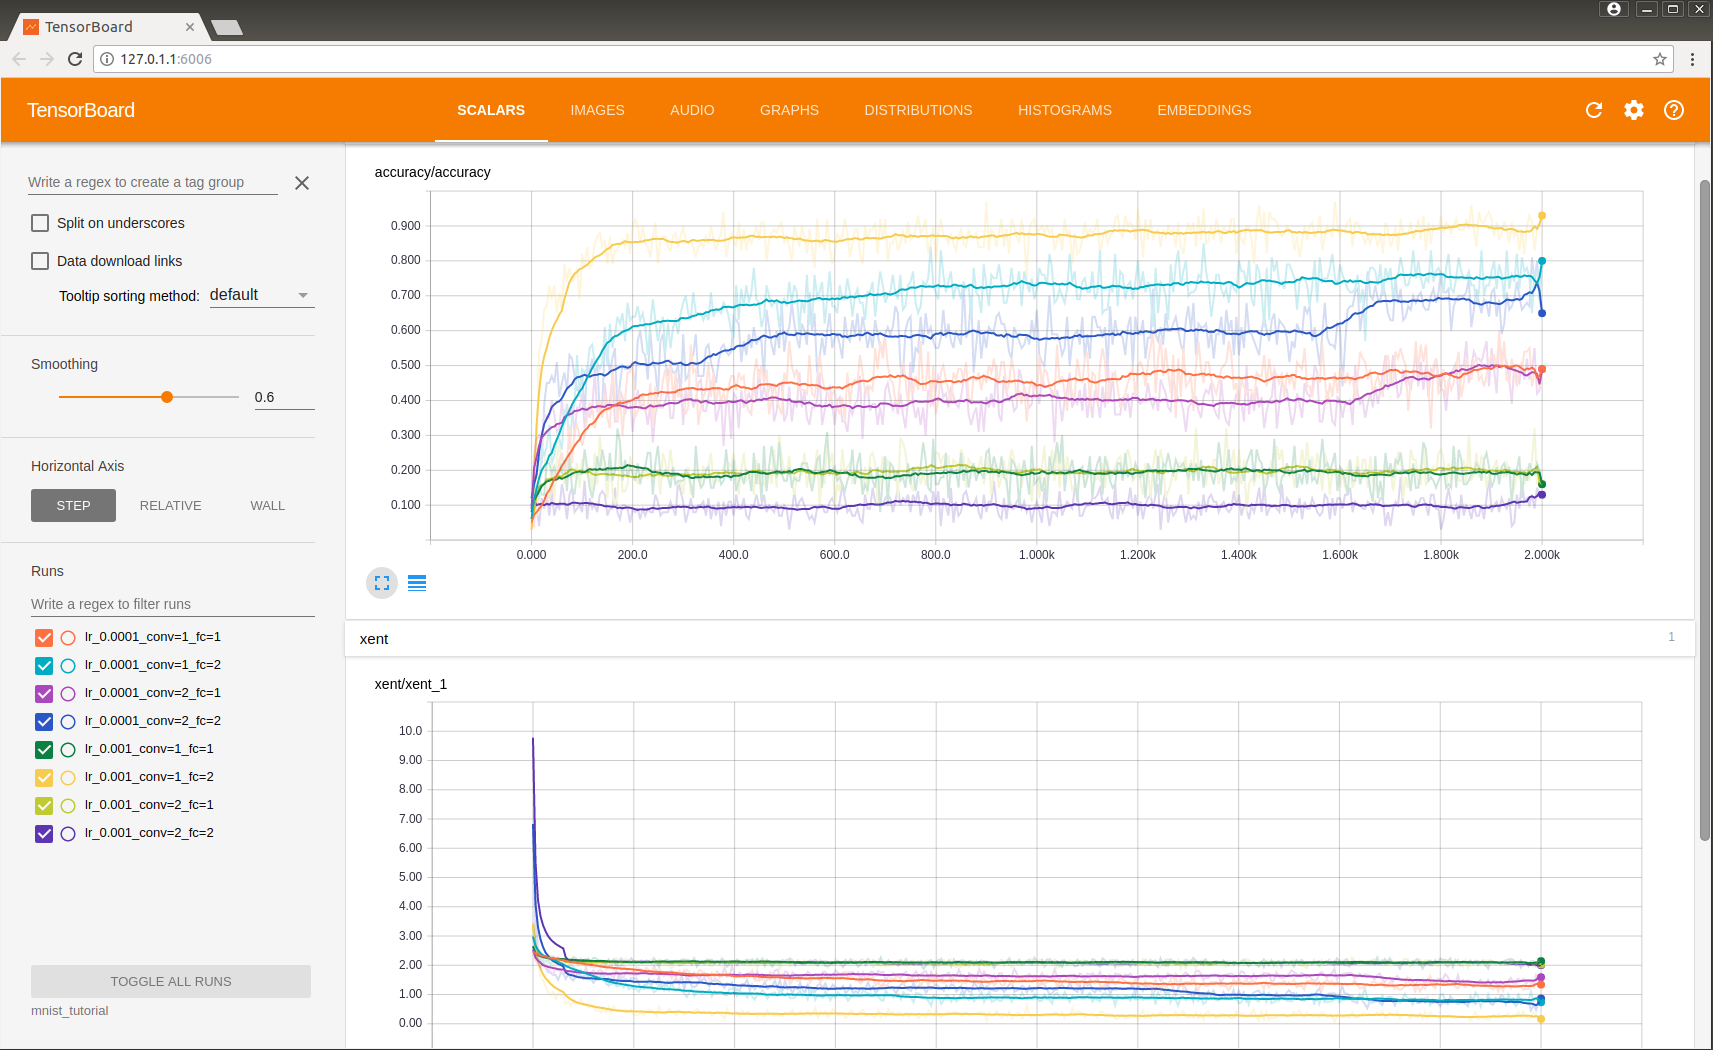 TensorBoard
127.0.1.1:6006
TensorBoard
SCALARS IMAGES AUDIO GRAPHS DISTRIBUTIONS HISTOGRAMS EMBEDDINGS
Write a regex to create a tag group
Split on underscores
Data download links
Tooltip sorting method: default
Smoothing
0.6
Horizontal Axis
STEP RELATIVE WALL
Runs
Write a regex to filter runs
lr_0.0001_conv=1_fc=1
lr_0.0001_conv=1_fc=2
lr_0.0001_conv=2_fc=1
lr_0.0001_conv=2_fc=2
lr_0.001_conv=1_fc=1
lr_0.001_conv=1_fc=2
lr_0.001_conv=2_fc=1
lr_0.001_conv=2_fc=2
TOGGLE ALL RUNS
mnist_tutorial
accuracy/accuracy
0.900
0.800
0.700
0.600
0.500
0.400
0.300
0.200
0.100
0.000 200.0 400.0 600.0 800.0 1.000k 1.200k 1.400k 1.600k 1.800k 2.000k
xent 1
xent/xent_1
10.0
9.00
8.00
7.00
6.00
5.00
4.00
3.00
2.00
1.00
0.00